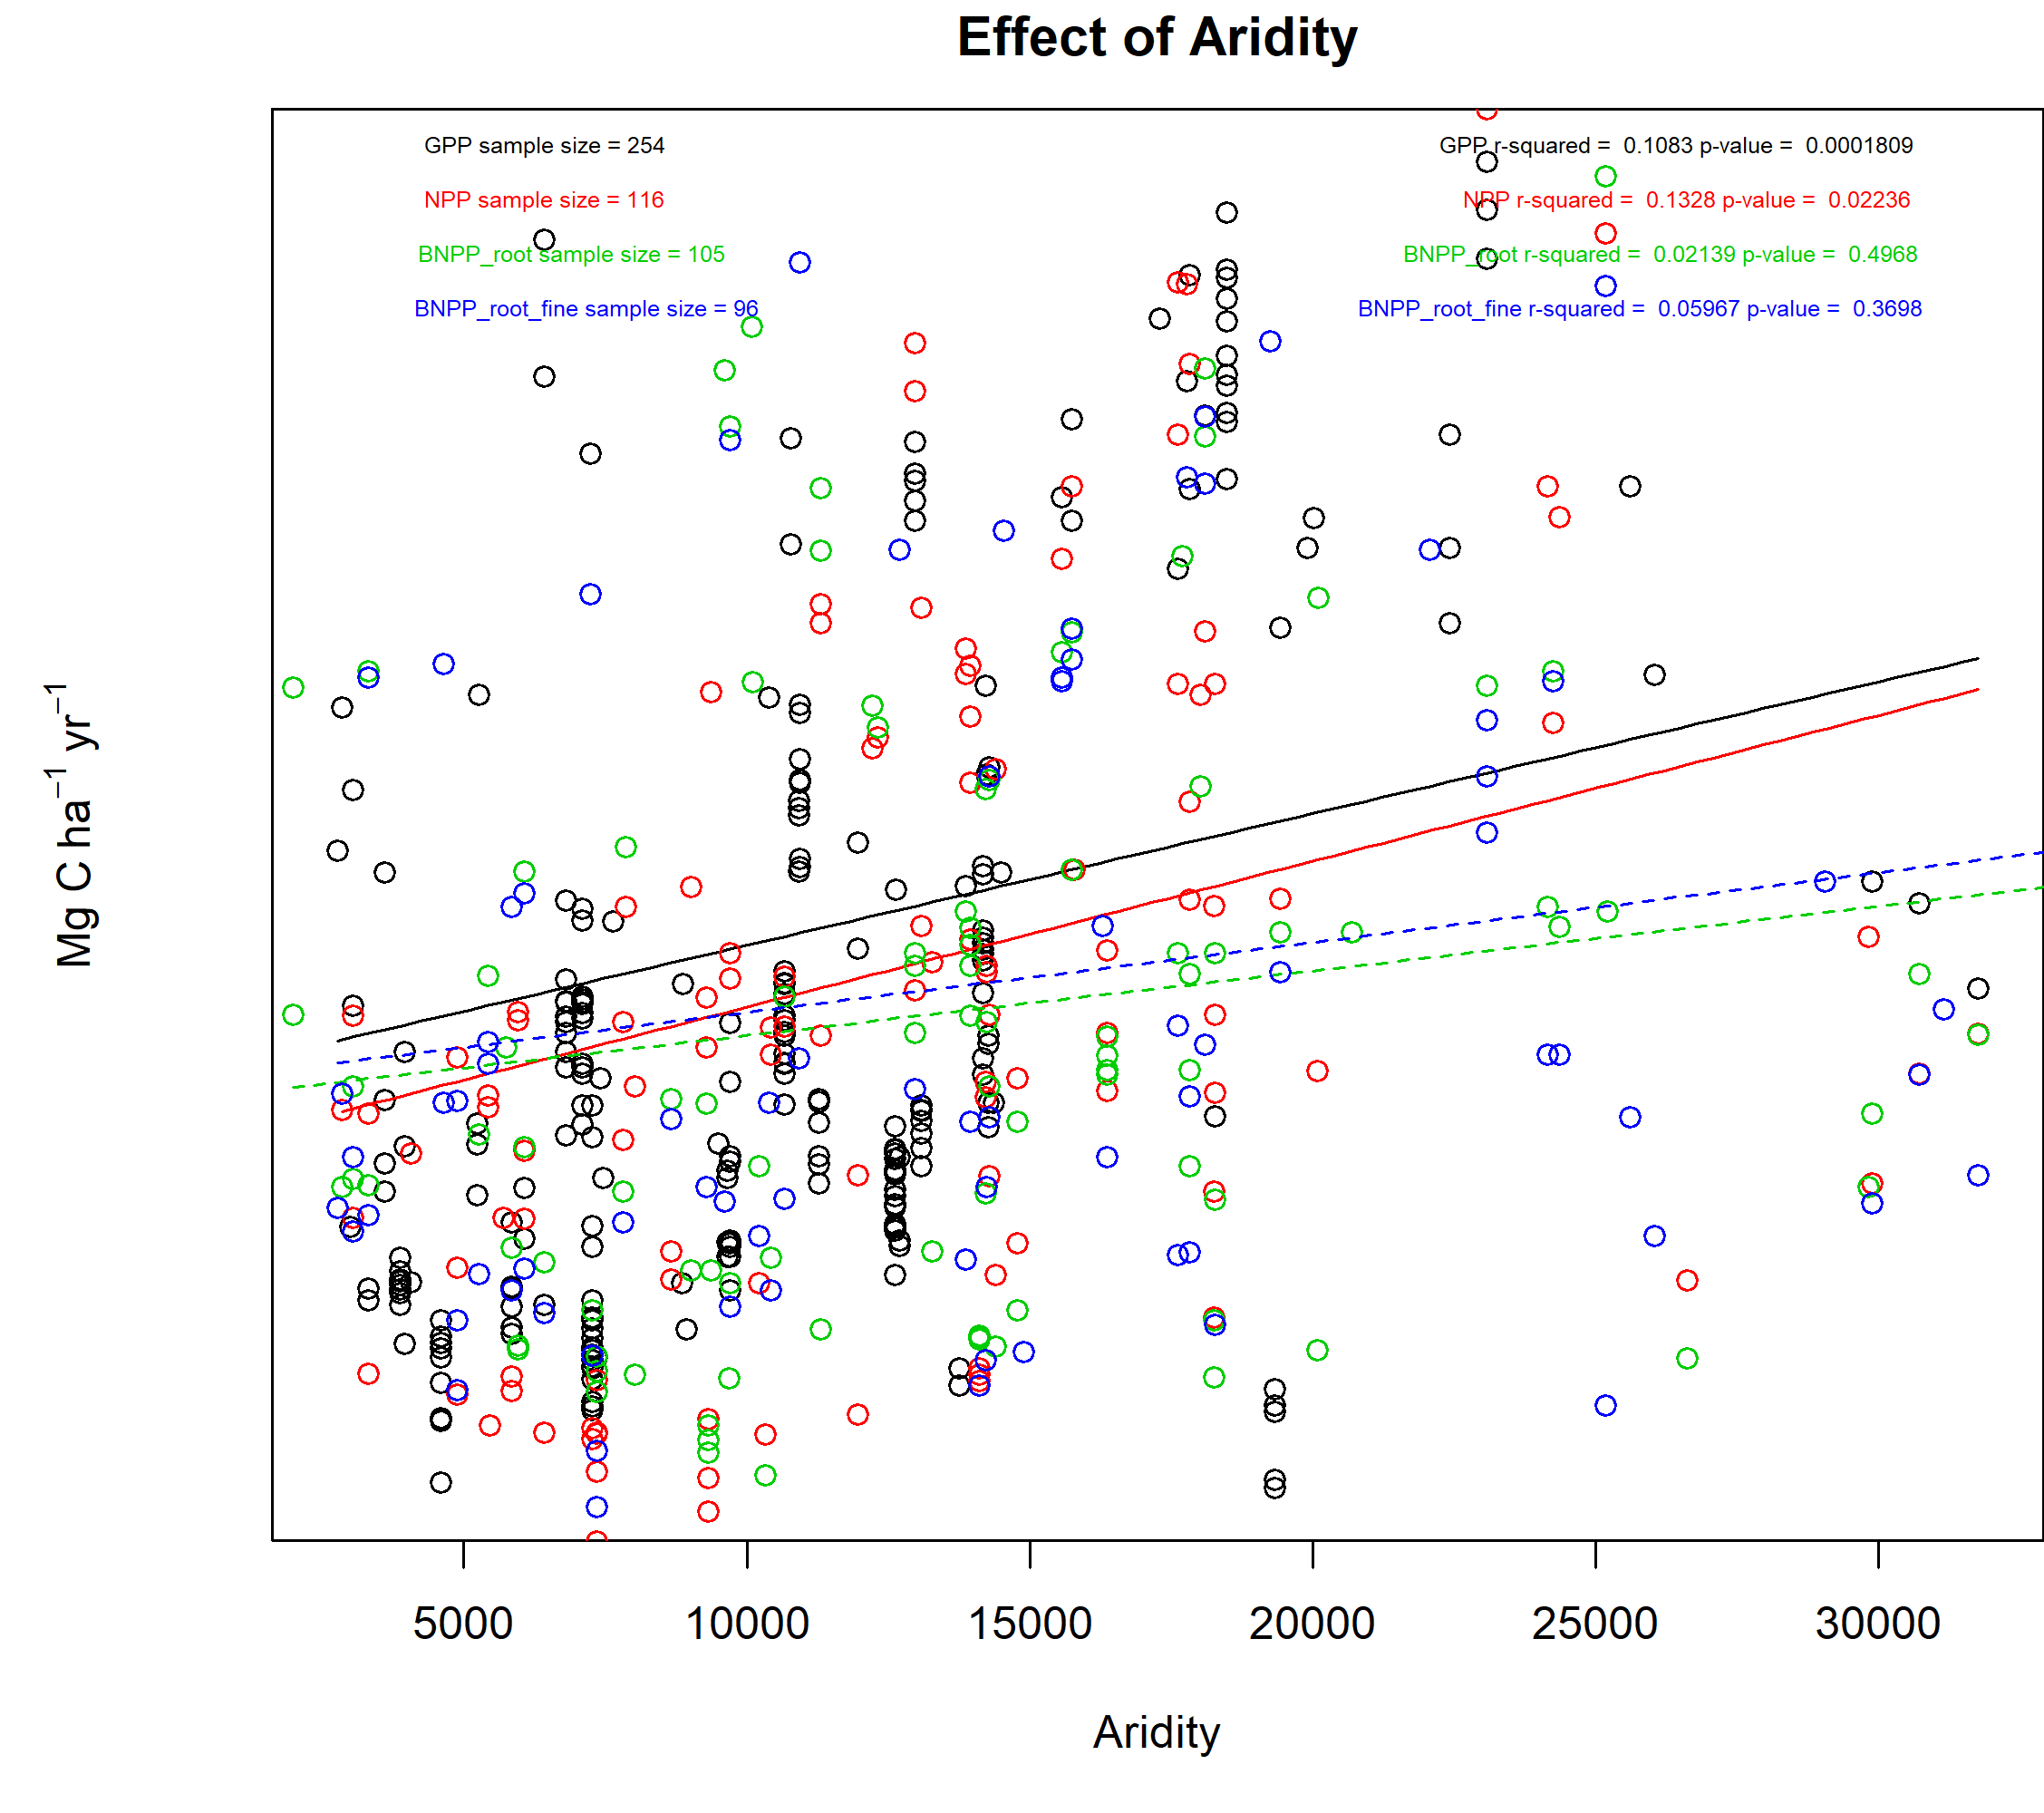 Effect of Aridity
GPP sample size = 254
NPP sample size = 116
BNPP_root sample size = 105
BNPP_root_fine sample size = 96
GPP r-squared =  0.1083 p-value =  0.0001809
NPP r-squared =  0.1328 p-value =  0.02236
BNPP_root r-squared =  0.02139 p-value =  0.4968
BNPP_root_fine r-squared =  0.05967 p-value =  0.3698
Mg C ha⁻¹ yr⁻¹
5000 10000 15000 20000 25000 30000
Aridity